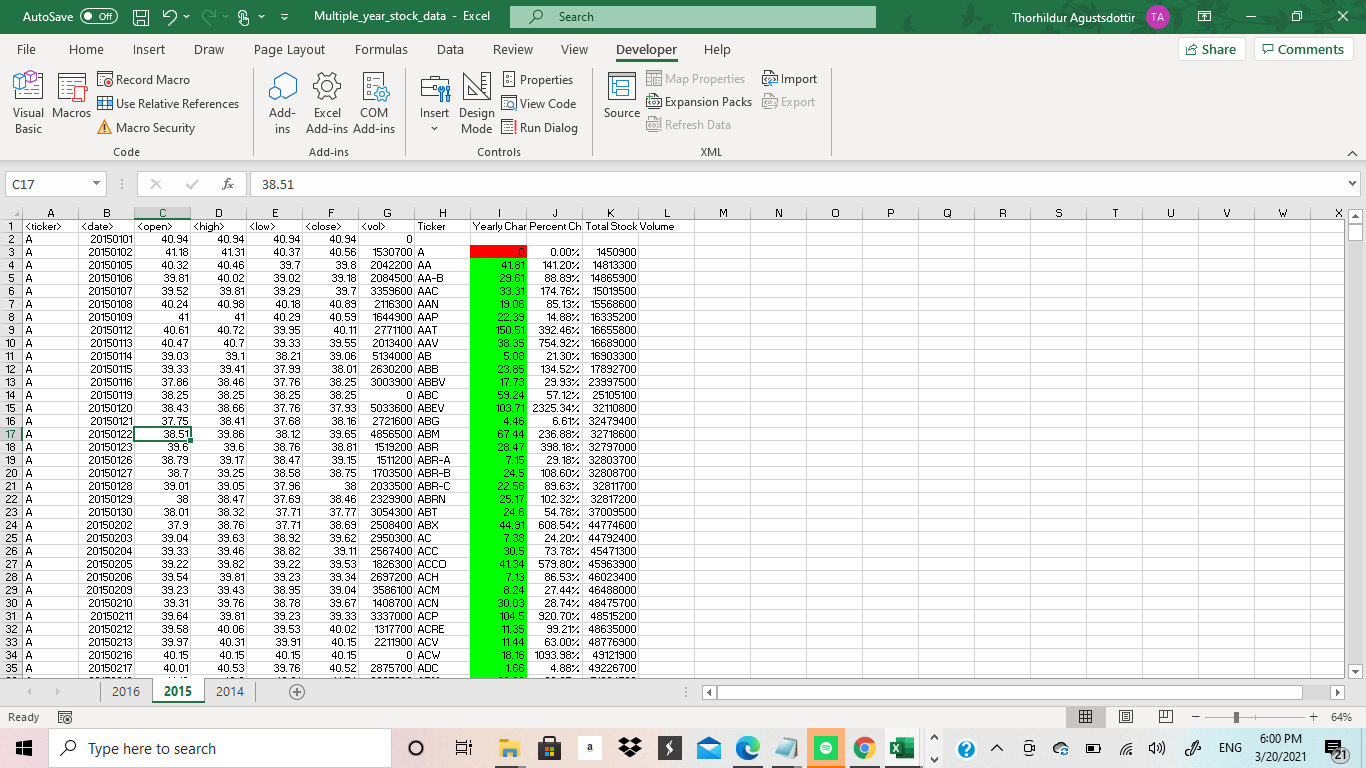 AutoSave Off Multiple_year_stock_data - Excel Search Thorhildur Agustsdottir TA
File Home Insert Draw Page Layout Formulas Data Review View Developer Help Share Comments
Visual Basic
Macros
Record Macro
Use Relative References
Macro Security
Code
Add-ins
Excel Add-ins
COM Add-ins
Add-ins
Insert
Design Mode
Properties
View Code
Run Dialog
Controls
Source
Map Properties
Expansion Packs
Refresh Data
Import
Export
XML
C17 fx 38.51
A B C D E F G H I J K L M N O P Q R S T U V W X
1 <ticker> <date> <open> <high> <low> <close> <vol> Ticker Yearly Char Percent Ch Total Stock Volume
2 A 20150101 40.94 40.94 40.94 40.94 0
3 A 20150102 41.18 41.31 40.37 40.56 1530700 A 0 0.00% 1450900
4 A 20150105 40.32 40.46 39.7 39.8 2042200 AA 41.81 141.20% 14813300
5 A 20150106 39.81 40.02 39.02 39.18 2084500 AA-B 29.61 88.89% 14865900
6 A 20150107 39.52 39.81 39.29 39.7 3359600 AAC 33.31 174.76% 15019500
7 A 20150108 40.24 40.98 40.18 40.89 2116300 AAN 19.06 85.13% 15568600
8 A 20150109 41 41 40.29 40.59 1644900 AAP 22.39 14.88% 16335200
9 A 20150112 40.61 40.72 39.95 40.11 2771100 AAT 150.51 392.46% 16655800
10 A 20150113 40.47 40.7 39.33 39.55 2013400 AAV 38.35 754.92% 16689000
11 A 20150114 39.03 39.1 38.21 39.06 5134000 AB 5.08 21.30% 16903300
12 A 20150115 39.33 39.41 37.99 38.01 2630200 ABB 23.85 134.52% 17892700
13 A 20150116 37.86 38.46 37.76 38.25 3003900 ABBV 17.73 29.93% 23997500
14 A 20150119 38.25 38.25 38.25 38.25 0 ABC 59.24 57.12% 25105100
15 A 20150120 38.43 38.66 37.76 37.93 5033600 ABEV 103.71 2325.34% 32110800
16 A 20150121 37.75 38.41 37.68 38.16 2721600 ABG 4.46 6.61% 32479400
17 A 20150122 38.51 39.86 38.12 39.65 4856500 ABM 67.44 236.88% 32718600
18 A 20150123 39.6 39.6 38.76 38.81 1519200 ABR 28.47 398.18% 32797000
19 A 20150126 38.79 39.17 38.47 39.15 1511200 ABR-A 7.15 29.18% 32803700
20 A 20150127 38.7 39.25 38.58 38.75 1703500 ABR-B 24.5 108.60% 32808700
21 A 20150128 39.01 39.05 37.96 38 2033500 ABR-C 22.56 89.63% 32811700
22 A 20150129 38 38.47 37.69 38.46 2329900 ABRN 25.17 102.32% 32817200
23 A 20150130 38.01 38.32 37.71 37.77 3054300 ABT 24.6 54.78% 37009500
24 A 20150202 37.9 38.76 37.71 38.69 2508400 ABX 44.91 608.54% 44774600
25 A 20150203 39.04 39.63 38.92 39.62 2950300 AC 7.38 24.20% 44792400
26 A 20150204 39.33 39.46 38.82 39.11 2567400 ACC 30.5 73.78% 45471300
27 A 20150205 39.22 39.82 39.22 39.53 1826300 ACCO 41.34 579.80% 45963900
28 A 20150206 39.54 39.81 39.23 39.34 2697200 ACH 7.13 86.53% 46023400
29 A 20150209 39.23 39.43 38.95 39.04 3586100 ACM 8.24 27.44% 46488000
30 A 20150210 39.31 39.76 38.78 39.67 1408700 ACN 30.03 28.74% 48475700
31 A 20150211 39.64 39.81 39.23 39.33 3337000 ACP 104.5 920.70% 48515200
32 A 20150212 39.58 40.06 39.53 40.02 1317700 ACRE 11.35 99.21% 48635000
33 A 20150213 39.97 40.31 39.91 40.15 2211900 ACV 11.44 63.00% 48776900
34 A 20150216 40.15 40.15 40.15 40.15 0 ACW 18.16 1093.98% 49121900
35 A 20150217 40.01 40.53 39.76 40.52 2875700 ADC 1.66 4.88% 49226700
2016 2015 2014
Ready 64%
Type here to search ENG 6:00 PM
3/20/2021 21